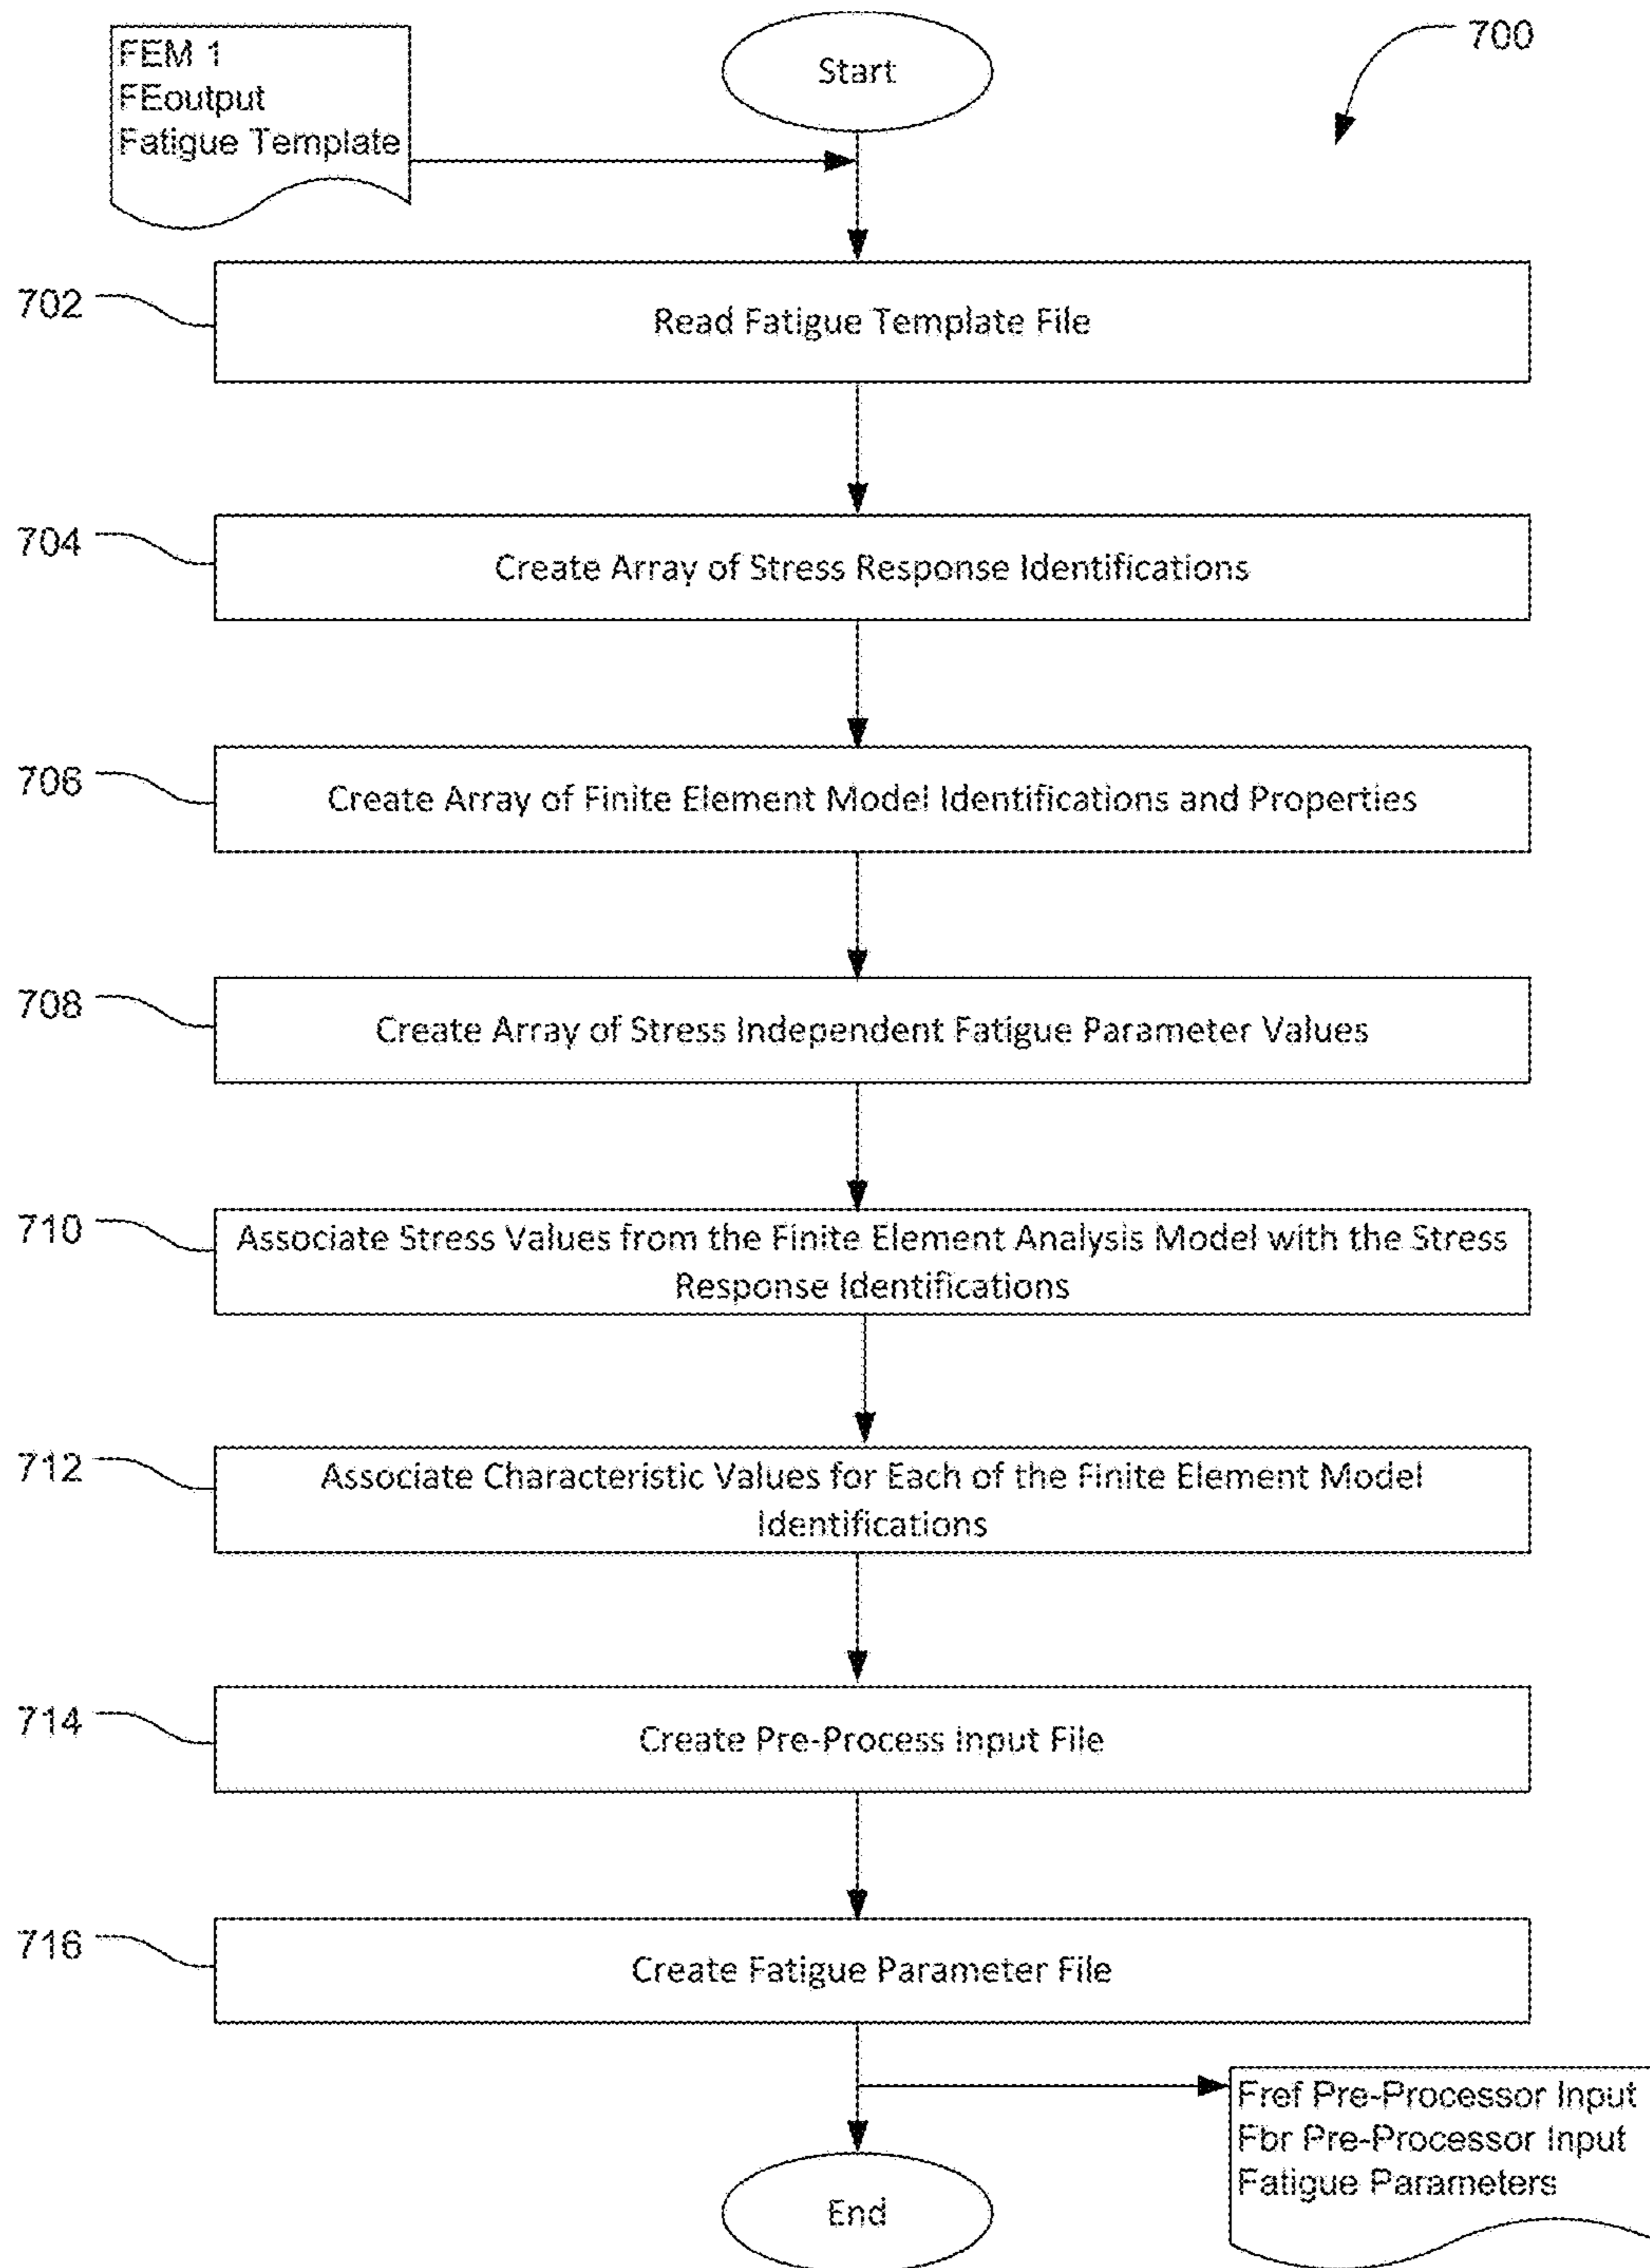 FEM 1
FEoutput
Fatigue Template
Start
700
702
Read Fatigue Template File
704
Create Array of Stress Response Identifications
706
Create Array of Finite Element Model Identifications and Properties
708
Create Array of Stress Independent Fatigue Parameter Values
710
Associate Stress Values from the Finite Element Analysis Model with the Stress
Response Identifications
712
Associate Characteristic Values for Each of the Finite Element Model
Identifications
714
Create Pre-Process Input File
716
Create Fatigue Parameter File
Fref Pre-Processor Input
Fbr Pre-Processor Input
Fatigue Parameters
End